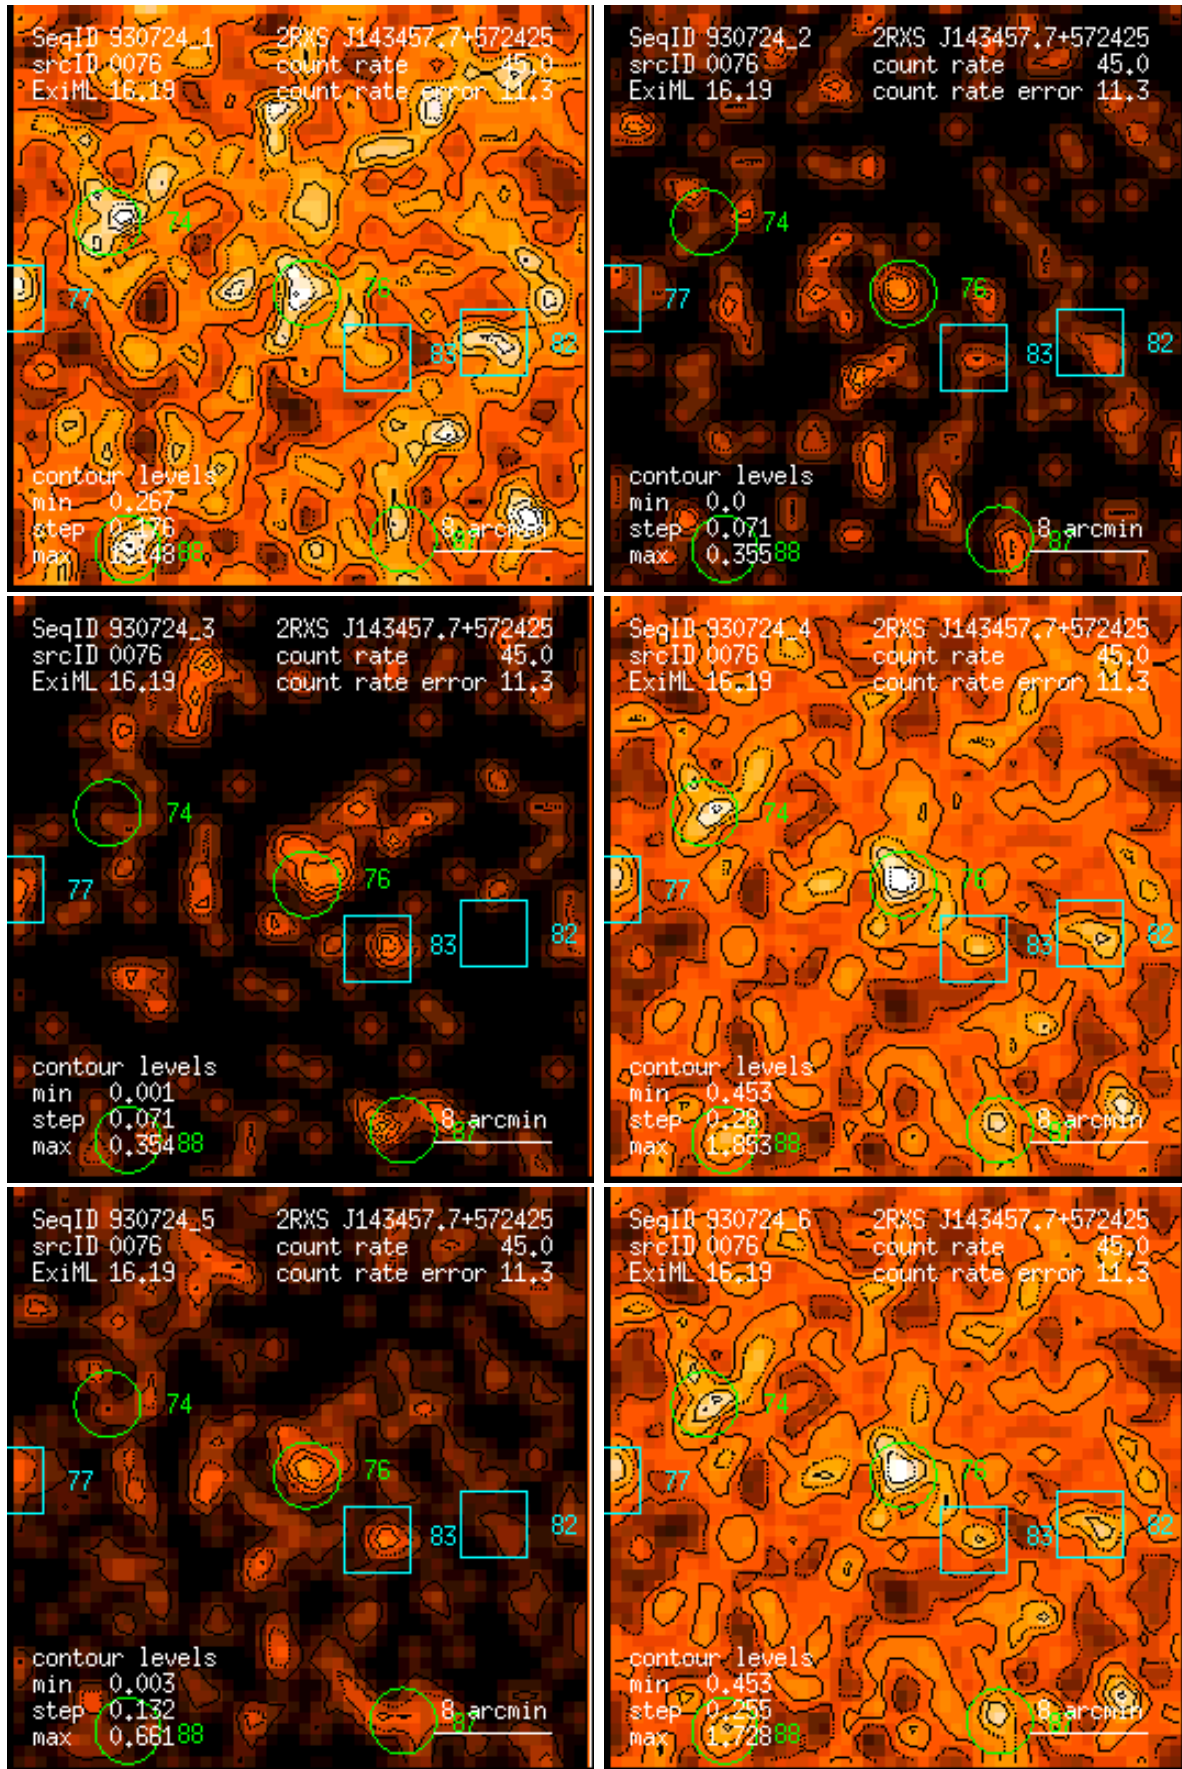 SeqID 930724_1 2RXS J143457.7+572425
srcID 0076 count rate 45.0
ExiML 16.19 count rate error 11.3
74
76
77
83
82
contour levels
min 0.267
step 0.176
max 1.148
88
8 arcmin
87
SeqID 930724_2 2RXS J143457.7+572425
srcID 0076 count rate 45.0
ExiML 16.19 count rate error 11.3
74
76
77
83
82
contour levels
min 0.0
step 0.071
max 0.355
88
8 arcmin
87
SeqID 930724_3 2RXS J143457.7+572425
srcID 0076 count rate 45.0
ExiML 16.19 count rate error 11.3
74
76
77
83
82
contour levels
min 0.001
step 0.071
max 0.354
88
8 arcmin
87
SeqID 930724_4 2RXS J143457.7+572425
srcID 0076 count rate 45.0
ExiML 16.19 count rate error 11.3
74
76
77
83
82
contour levels
min 0.453
step 0.28
max 1.853
88
8 arcmin
87
SeqID 930724_5 2RXS J143457.7+572425
srcID 0076 count rate 45.0
ExiML 16.19 count rate error 11.3
74
76
77
83
82
contour levels
min 0.003
step 0.132
max 0.661
88
8 arcmin
87
SeqID 930724_6 2RXS J143457.7+572425
srcID 0076 count rate 45.0
ExiML 16.19 count rate error 11.3
74
76
77
83
82
contour levels
min 0.453
step 0.255
max 1.728
88
8 arcmin
87